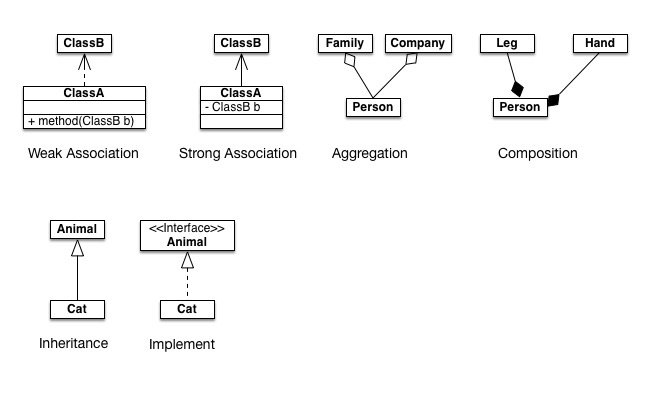 ClassB
ClassA
+ method(ClassB b)
Weak Association
ClassB
ClassA
- ClassB b
Strong Association
Family
Company
Person
Aggregation
Leg
Hand
Person
Composition
Animal
Cat
Inheritance
<<Interface>>
Animal
Cat
Implement